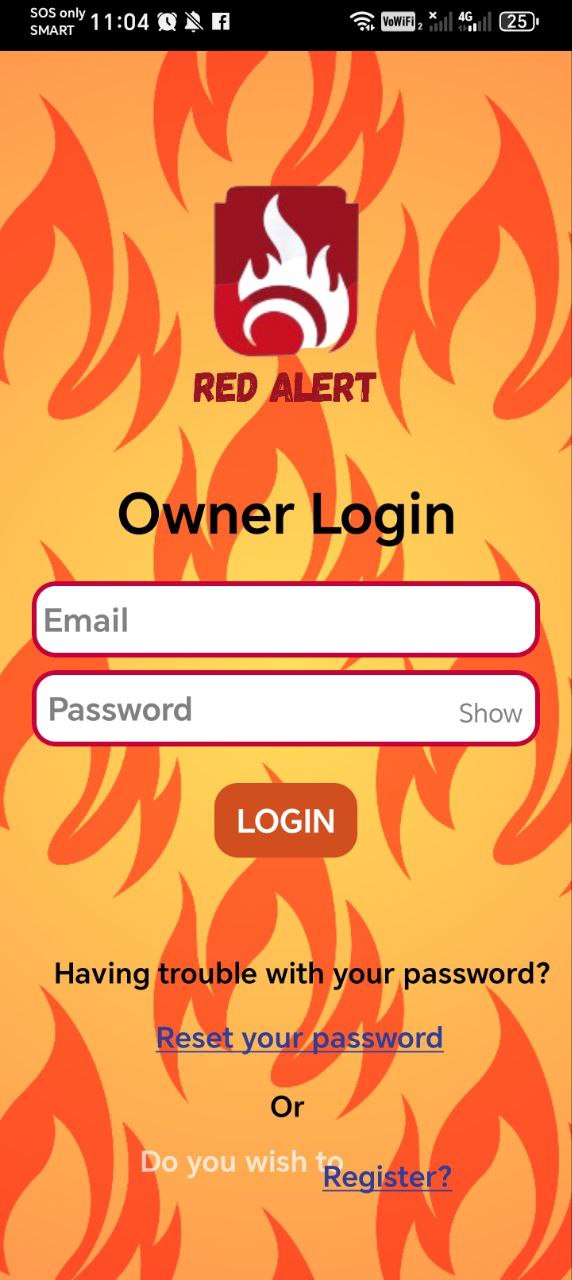 SOS only
SMART
11:04
VoWiFi 2
4G
25
RED ALERT
Owner Login
Email
Password
Show
LOGIN
Having trouble with your password?
Reset your password
Or
Do you wish to
Register?